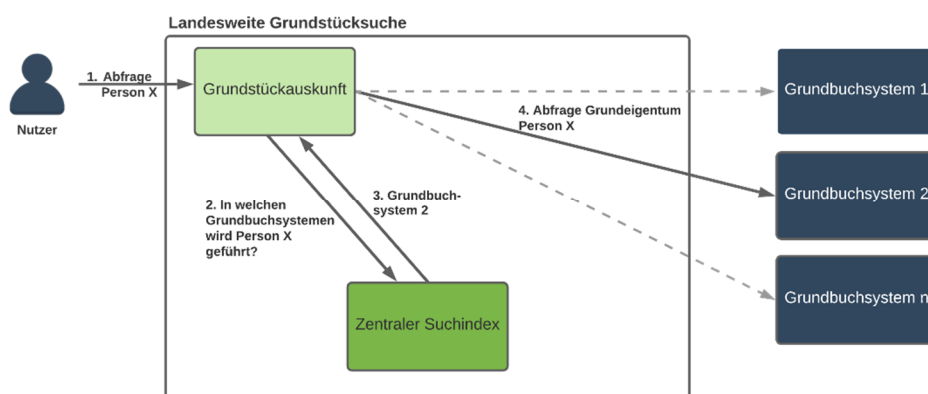 Landesweite Grundstücksuche
1. Abfrage
Person X
Nutzer
Grundstückauskunft
Grundbuchsystem 1
4. Abfrage Grundeigentum
Person X
Grundbuchsystem 2
2. In welchen
Grundbuchsystemen
wird Person X
geführt?
3. Grundbuch-
system 2
Grundbuchsystem n
Zentraler Suchindex